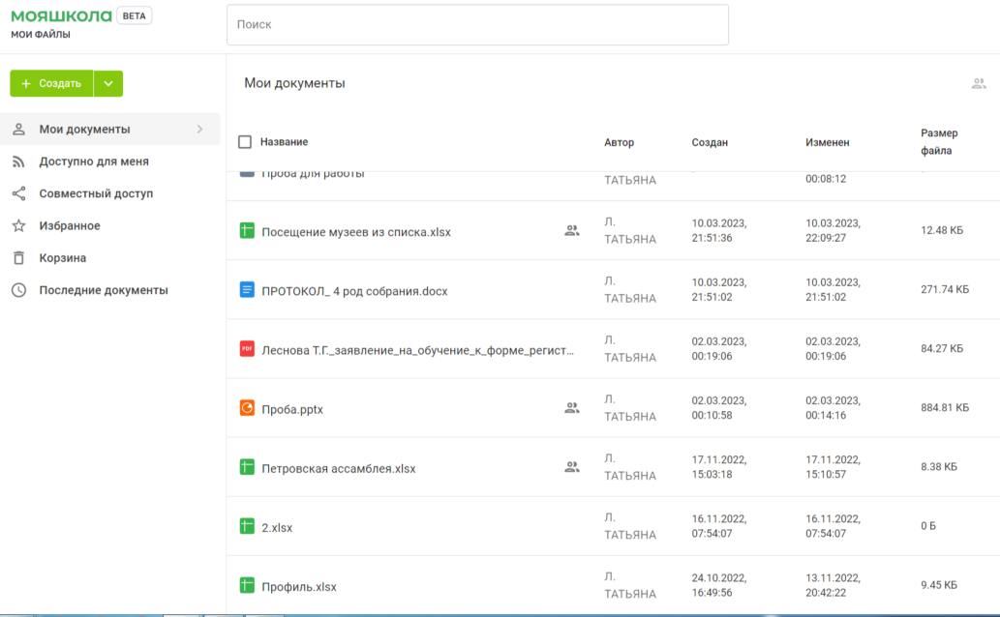 мояшкола BETA
МОИ ФАЙЛЫ
Поиск
+ Создать
Мои документы
Доступно для меня
Совместный доступ
Избранное
Корзина
Последние документы
Мои документы
Название Автор Создан Изменен Размер файла
Проба для работы ТАТЬЯНА 00:08:12
Посещение музеев из списка.xlsx Л. ТАТЬЯНА 10.03.2023, 21:51:36 10.03.2023, 22:09:27 12.48 КБ
ПРОТОКОЛ_ 4 род собрания.docx Л. ТАТЬЯНА 10.03.2023, 21:51:02 10.03.2023, 21:51:02 271.74 КБ
PDF Леснова Т.Г._заявление_на_обучение_к_форме_регист... Л. ТАТЬЯНА 02.03.2023, 00:19:06 02.03.2023, 00:19:06 84.27 КБ
Проба.pptx Л. ТАТЬЯНА 02.03.2023, 00:10:58 02.03.2023, 00:14:16 884.81 КБ
Петровская ассамблея.xlsx Л. ТАТЬЯНА 17.11.2022, 15:03:18 17.11.2022, 15:10:57 8.38 КБ
2.xlsx Л. ТАТЬЯНА 16.11.2022, 07:54:07 16.11.2022, 07:54:07 0 Б
Профиль.xlsx Л. ТАТЬЯНА 24.10.2022, 16:49:56 13.11.2022, 20:42:22 9.45 КБ